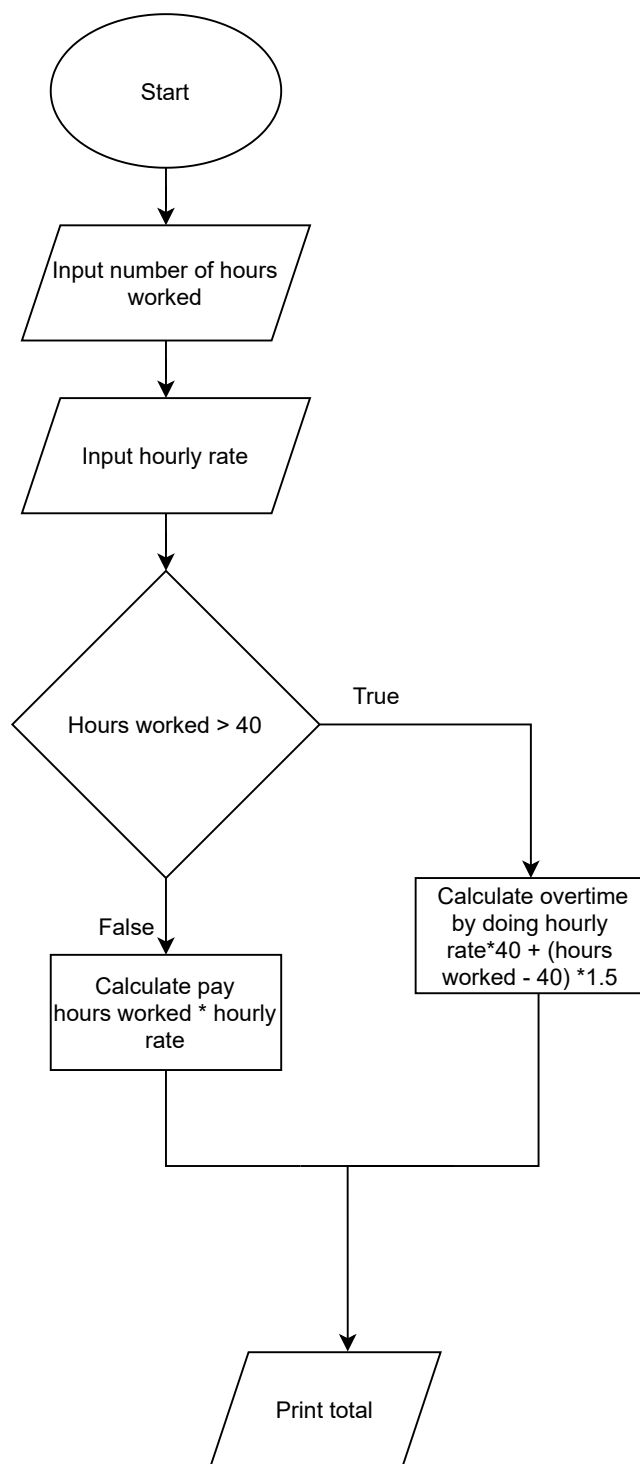 Start
Input number of hours
worked
Input hourly rate
True
Hours worked > 40
Calculate overtime
by doing hourly
rate*40 + (hours
worked - 40) *1.5
False
Calculate pay
hours worked * hourly
rate
Print total